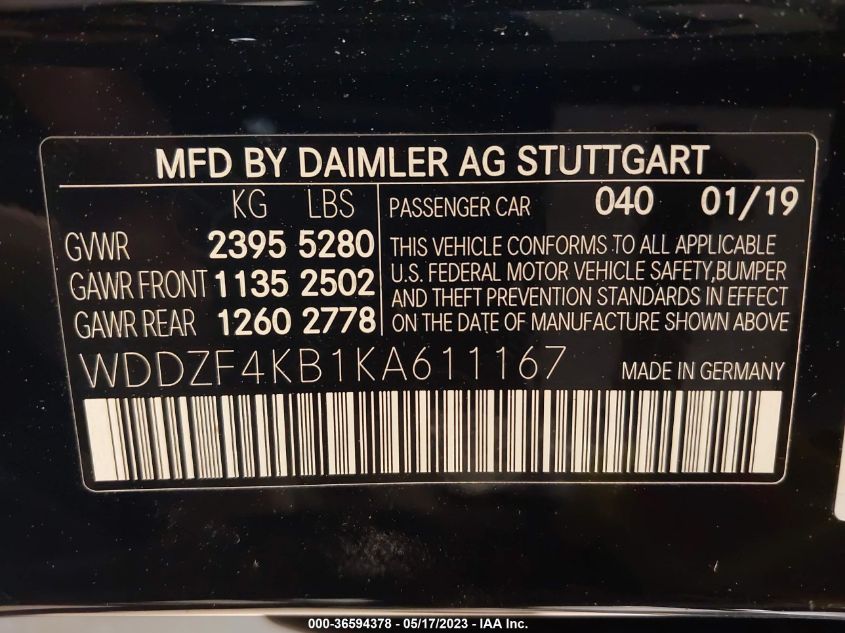 MFD BY DAIMLER AG STUTTGART
KG LBS
GVWR 2395 5280
GAWR FRONT 1135 2502
GAWR REAR 1260 2778
PASSENGER CAR 040 01/19
THIS VEHICLE CONFORMS TO ALL APPLICABLE
U.S. FEDERAL MOTOR VEHICLE SAFETY,BUMPER
AND THEFT PREVENTION STANDARDS IN EFFECT
ON THE DATE OF MANUFACTURE SHOWN ABOVE
WDDZF4KB1KA611167 MADE IN GERMANY
000-36594378 - 05/17/2023 - IAA Inc.